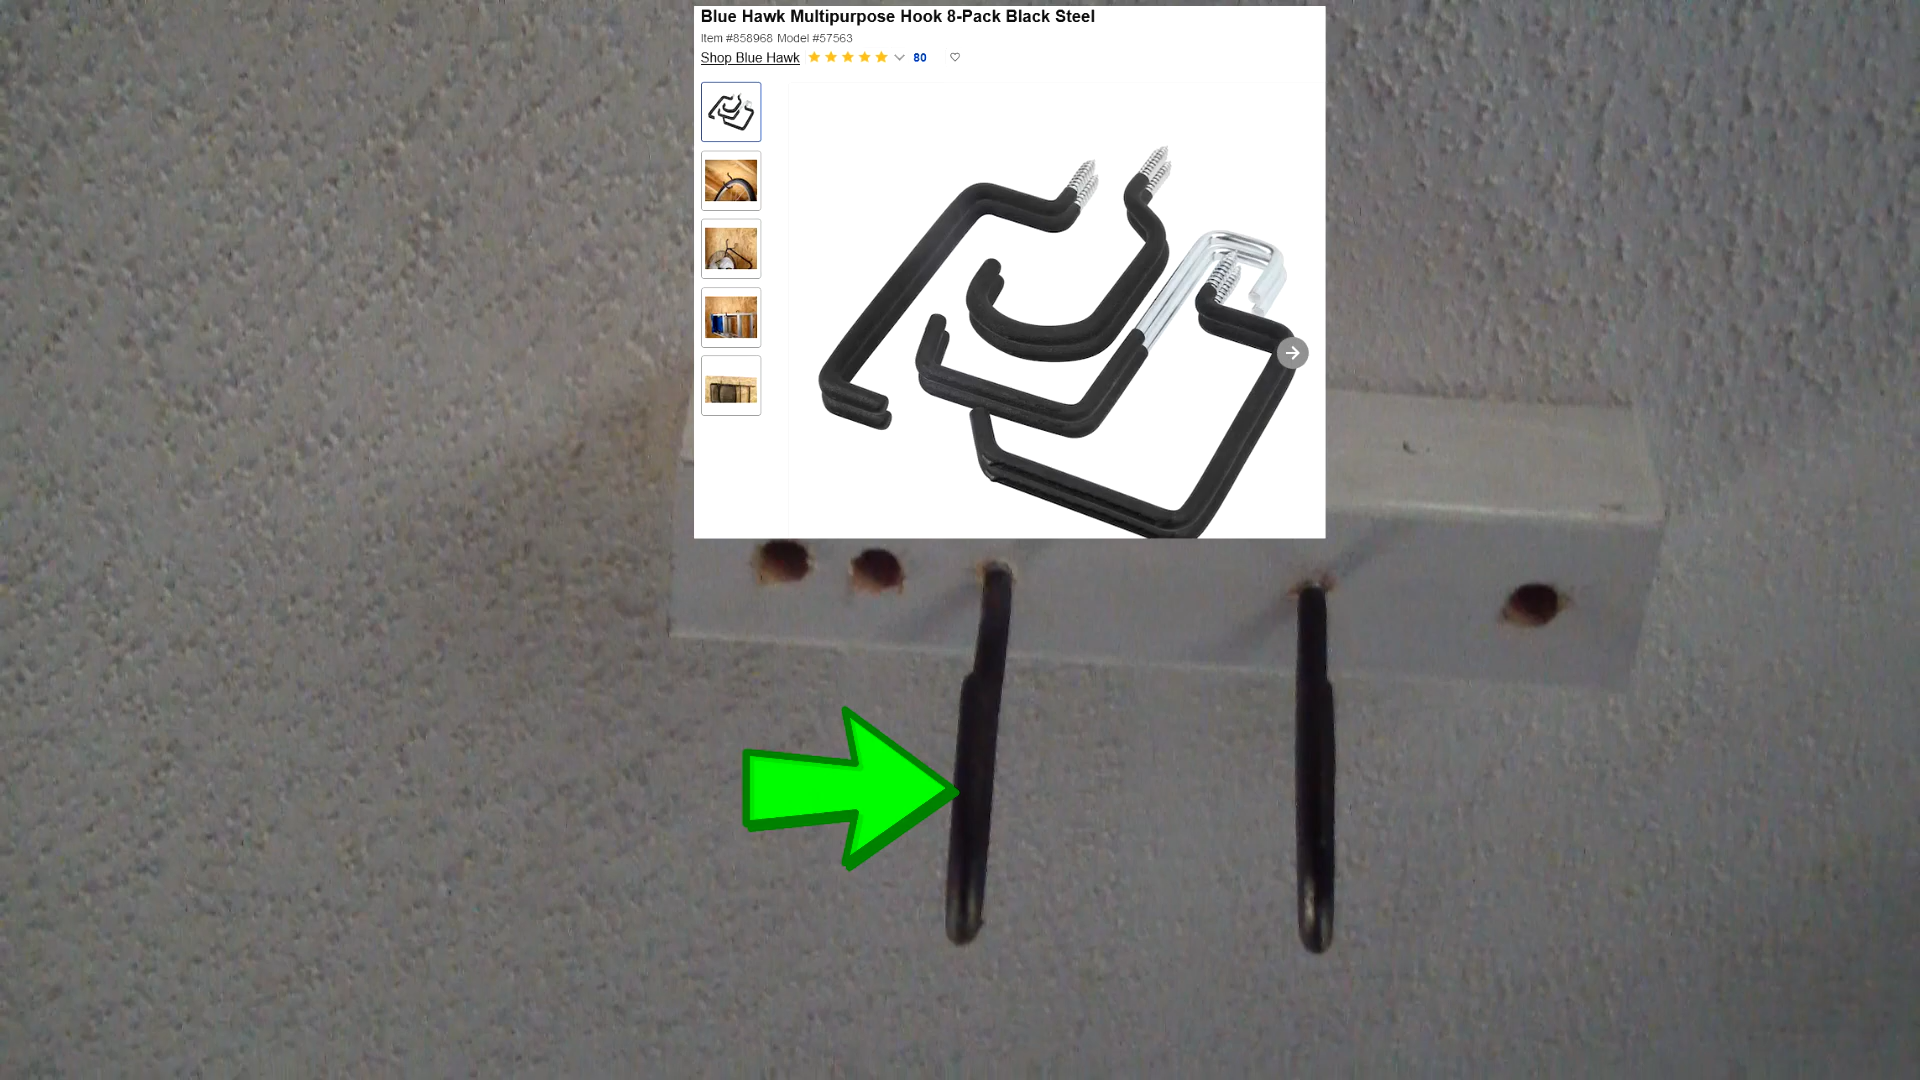 Blue Hawk Multipurpose Hook 8-Pack Black Steel
Item #858968 Model #57563
Shop Blue Hawk 80